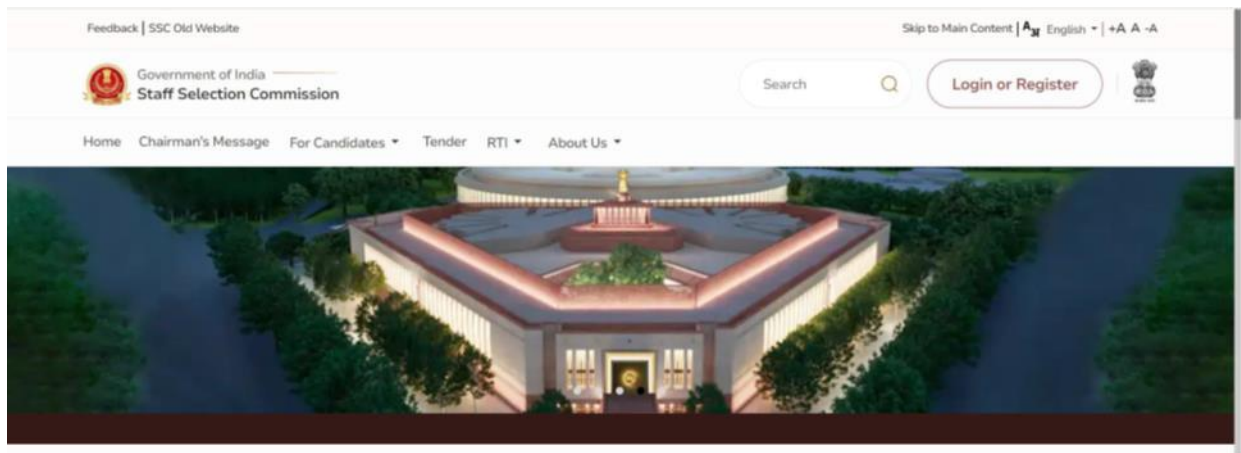 Feedback | SSC Old Website
Skip to Main Content | Aअ English | +A A -A
Government of India
Staff Selection Commission
Search
Login or Register
Home Chairman's Message For Candidates Tender RTI About Us